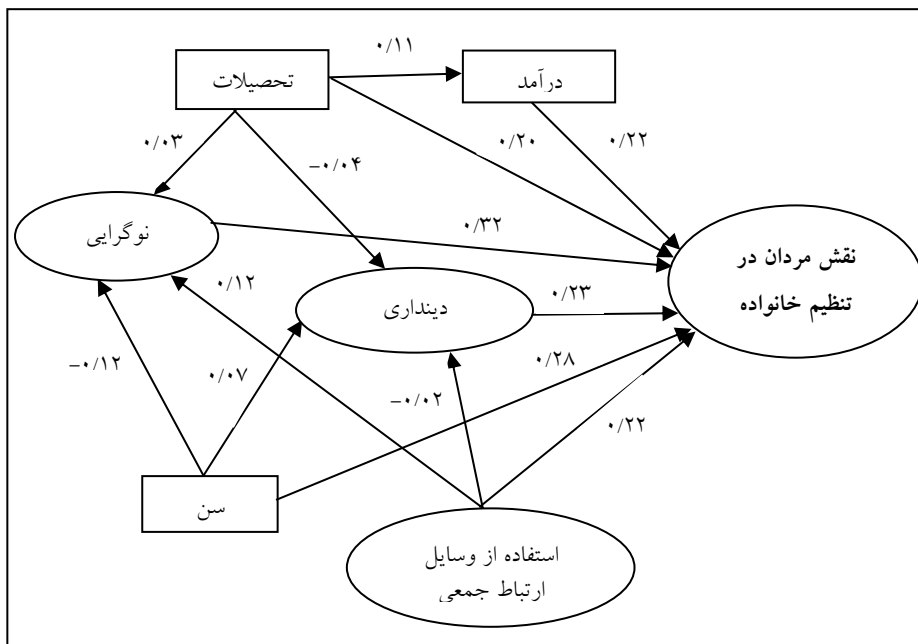 ۰/۱۱
تحصیلات
درآمد
۰/۰۳
-۰/۰۴
۰/۲۰
۰/۲۲
نوگرایی
۰/۳۲
نقش مردان در
تنظیم خانواده
۰/۱۲
دینداری
۰/۲۳
-۰/۱۲
۰/۰۷
-۰/۰۲
۰/۲۸
۰/۲۲
سن
استفاده از وسایل
ارتباط جمعی